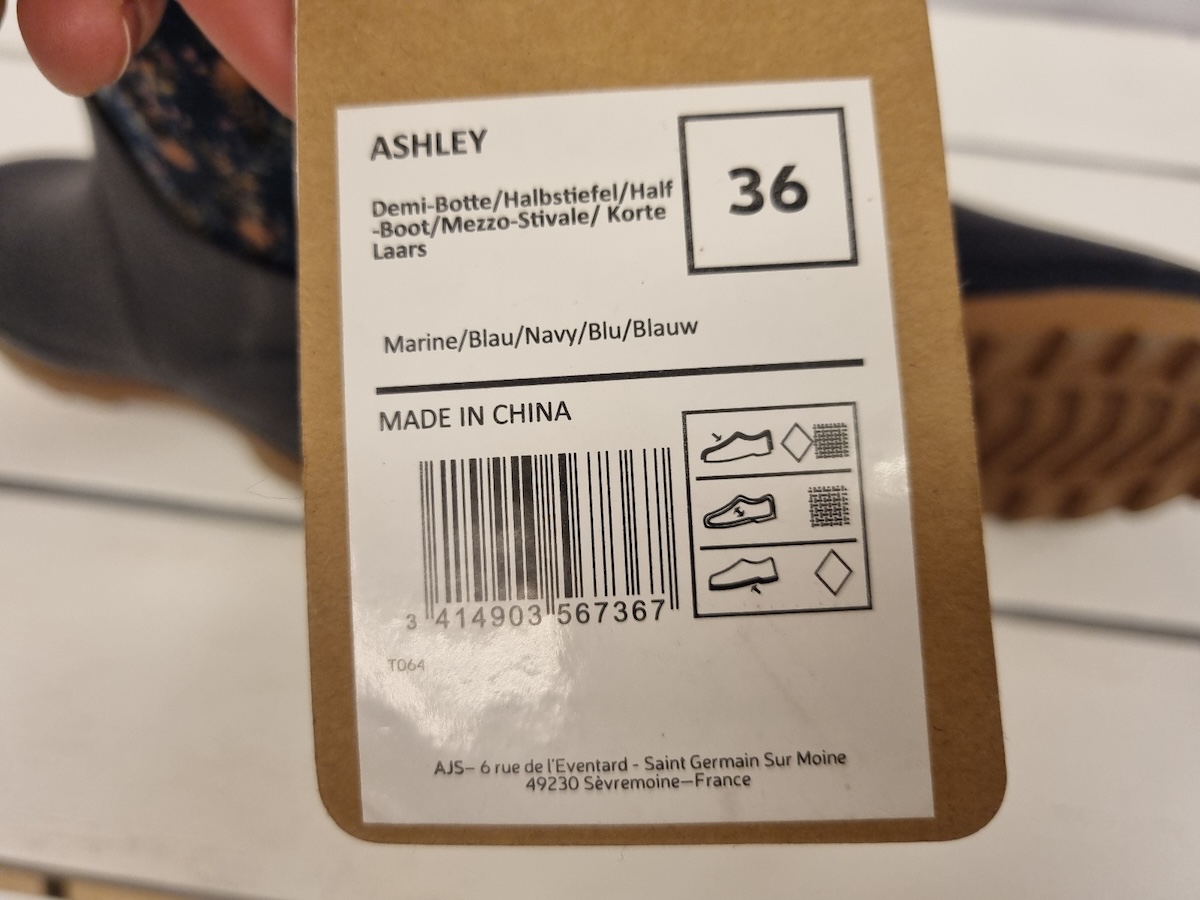 ASHLEY
36
Demi-Botte/Halbstiefel/Half
-Boot/Mezzo-Stivale/ Korte
Laars
Marine/Blau/Navy/Blu/Blauw
MADE IN CHINA
3 414903 567367
T064
AJS– 6 rue de l'Eventard - Saint Germain Sur Moine
49230 Sèvremoine–France